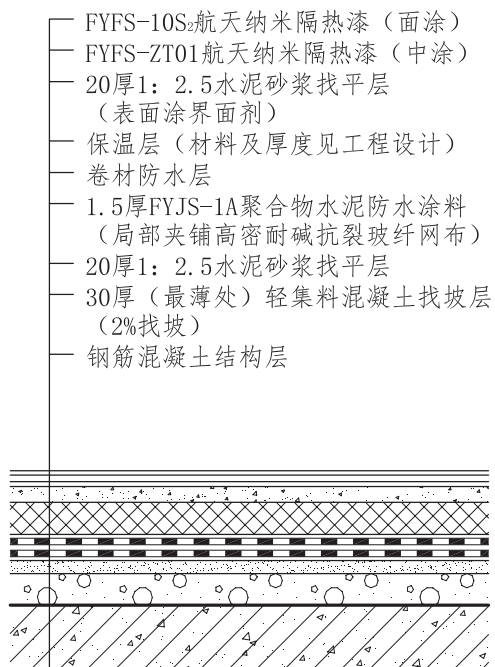 FYFS-10S₂航天纳米隔热漆（面涂）
FYFS-ZT01航天纳米隔热漆（中涂）
20厚1：2.5水泥砂浆找平层
（表面涂界面剂）
保温层（材料及厚度见工程设计）
卷材防水层
1.5厚FYJS-1A聚合物水泥防水涂料
（局部夹铺高密耐碱抗裂玻纤网布）
20厚1：2.5水泥砂浆找平层
30厚（最薄处）轻集料混凝土找坡层
（2%找坡）
钢筋混凝土结构层